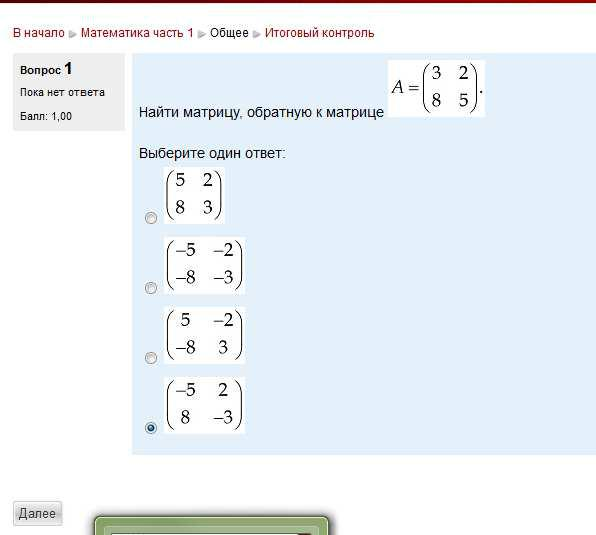 В начало ▶ Математика часть 1 ▶ Общее ▶ Итоговый контроль
Вопрос 1
Пока нет ответа
Балл: 1,00
Найти матрицу, обратную к матрице A = (3 2
8 5).
Выберите один ответ:
(5 2
8 3)
(−5 −2
−8 −3)
(5 −2
−8 3)
(−5 2
8 −3)
Далее